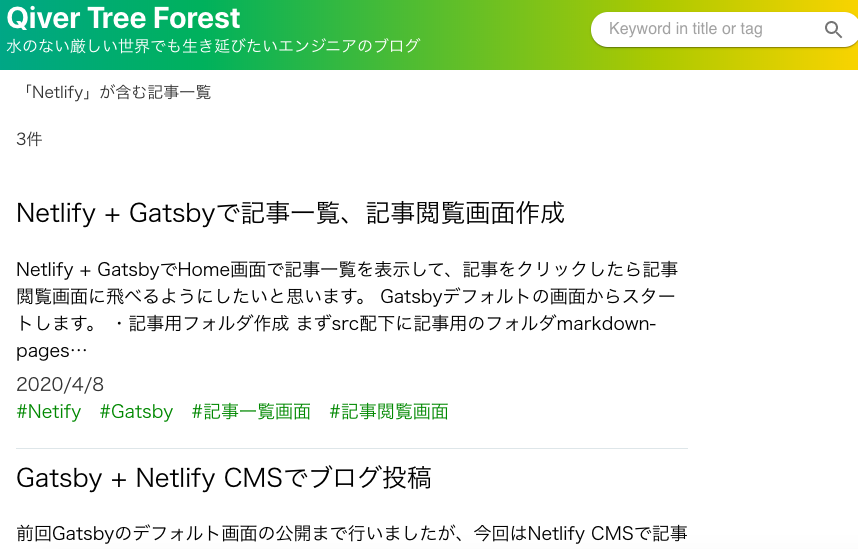 Qiver Tree Forest
水のない厳しい世界でも生き延びたいエンジニアのブログ
Keyword in title or tag
「Netlify」が含む記事一覧
3件
Netlify + Gatsbyで記事一覧、記事閲覧画面作成
Netlify + GatsbyでHome画面で記事一覧を表示して、記事をクリックしたら記事
閲覧画面に飛べるようにしたいと思います。 Gatsbyデフォルトの画面からスター
トします。 ・記事用フォルダ作成 まずsrc配下に記事用のフォルダmarkdown-
pages…
2020/4/8
#Netify #Gatsby #記事一覧画面 #記事閲覧画面
Gatsby + Netlify CMSでブログ投稿
前回Gatsbyのデフォルト画面の公開まで行いましたが、今回はNetlify CMSで記事